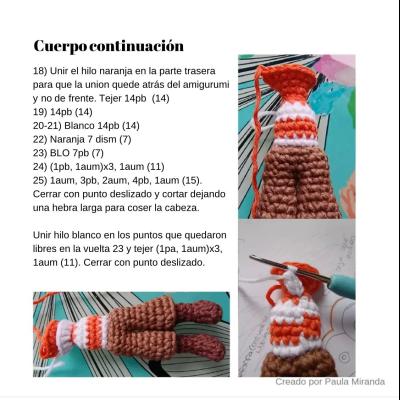 Cuerpo continuación
18) Unir el hilo naranja en la parte trasera
para que la union quede atrás del amigurumi
y no de frente. Tejer 14pb (14)
19) 14pb (14)
20-21) Blanco 14pb (14)
22) Naranja 7 dism (7)
23) BLO 7pb (7)
24) (1pb, 1aum)x3, 1aum (11)
25) 1aum, 3pb, 2aum, 4pb, 1aum (15).
Cerrar con punto deslizado y cortar dejando
una hebra larga para coser la cabeza.
Unir hilo blanco en los puntos que quedaron
libres en la vuelta 23 y tejer (1pa, 1aum)x3,
1aum (11). Cerrar con punto deslizado.
Creado por Paula Miranda